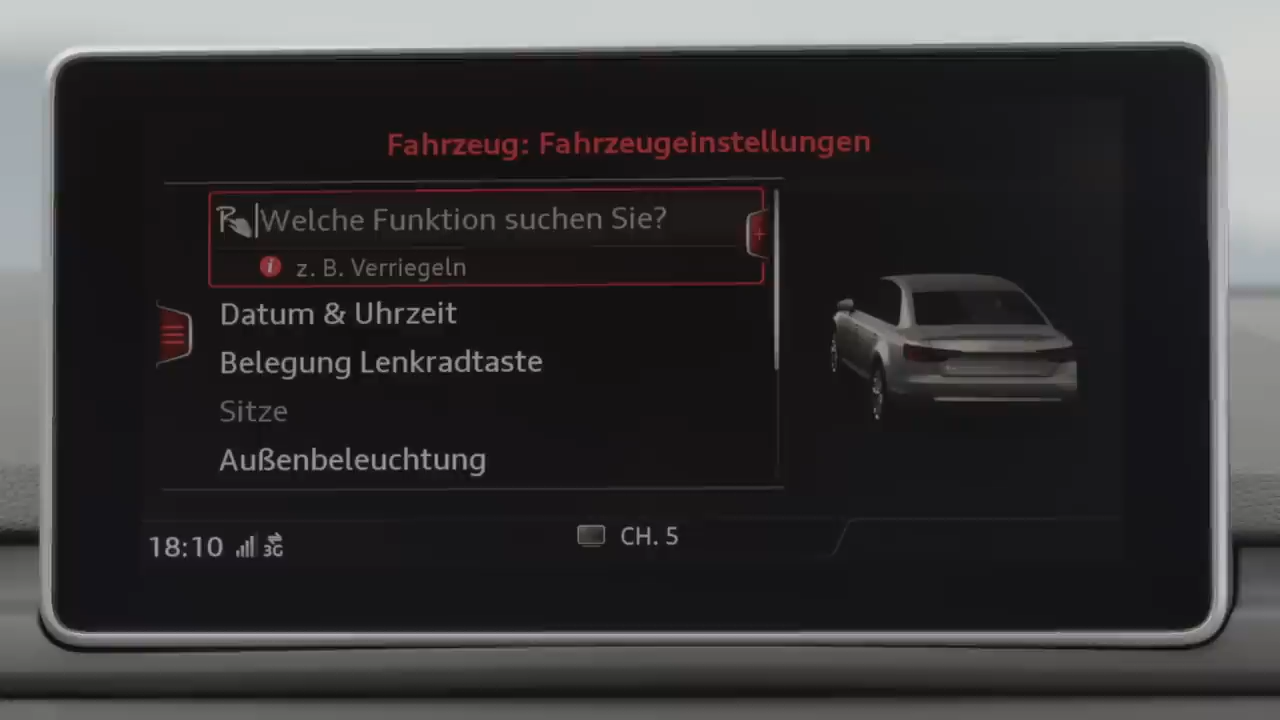 Fahrzeug: Fahrzeugeinstellungen
Welche Funktion suchen Sie?
z. B. Verriegeln
Datum & Uhrzeit
Belegung Lenkradtaste
Sitze
Außenbeleuchtung
18:10 3G CH. 5